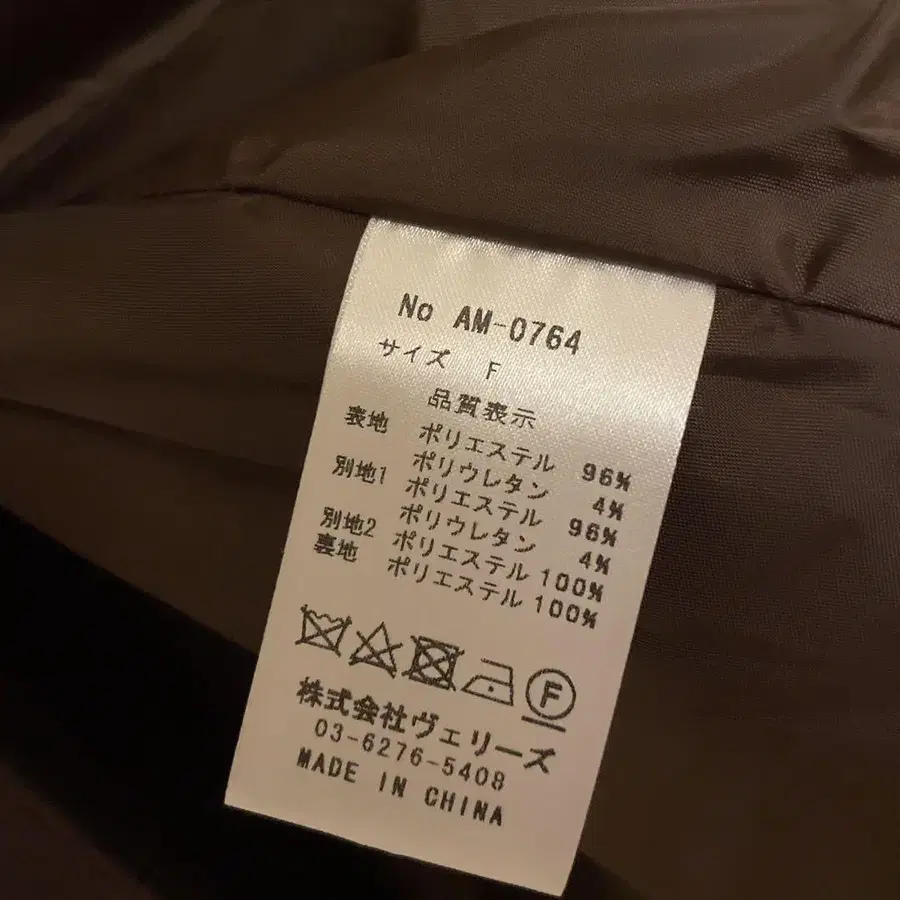 No AM-0764
サイズ F
品質表示
表地 ポリエステル 96%
ポリウレタン 4%
別地1 ポリエステル 96%
ポリウレタン 4%
別地2 ポリエステル 100%
裏地 ポリエステル 100%
F
株式会社ヴェリーズ
03-6276-5408
MADE IN CHINA